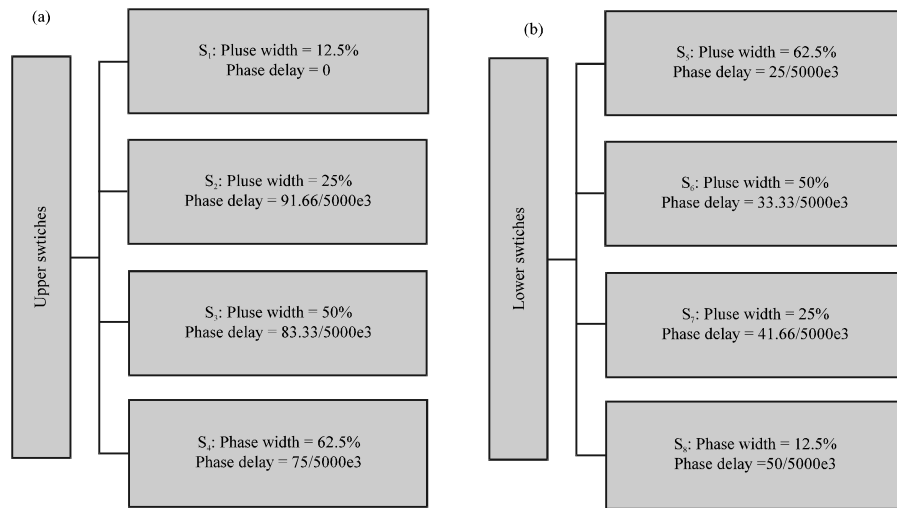 (a)
Upper swtiches
S₁: Pluse width = 12.5%
Phase delay = 0
S₂: Pluse width = 25%
Phase delay = 91.66/5000e3
S₃: Pluse width = 50%
Phase delay = 83.33/5000e3
S₄: Phase width = 62.5%
Phase delay = 75/5000e3
(b)
Lower swtiches
S₅: Pluse width = 62.5%
Phase delay = 25/5000e3
S₆: Pluse width = 50%
Phase delay = 33.33/5000e3
S₇: Pluse width = 25%
Phase delay = 41.66/5000e3
S₈: Phase width = 12.5%
Phase delay =50/5000e3